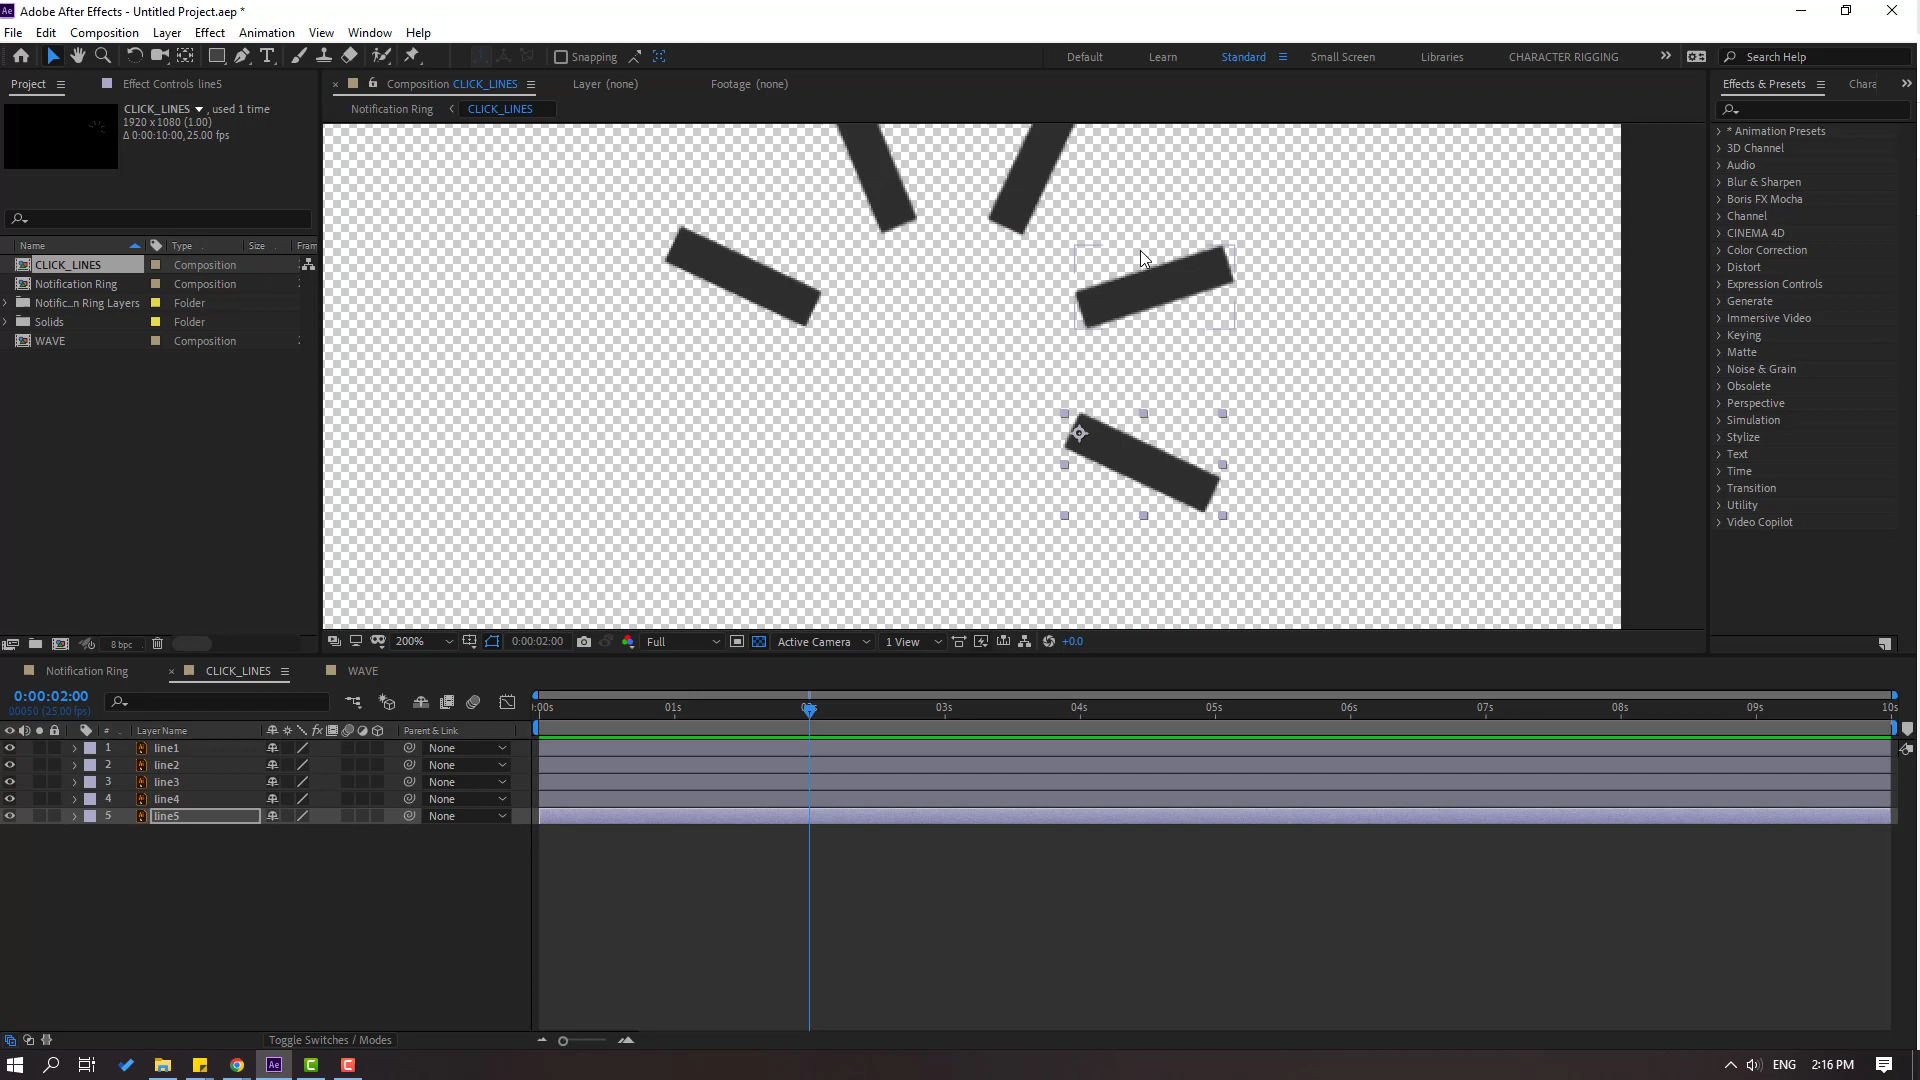 Adobe After Effects - Untitled Project.aep *
File Edit Composition Layer Effect Animation View Window Help
Snapping Default Learn Standard Small Screen Libraries CHARACTER RIGGING Search Help
Project Effect Controls line5 Composition CLICK_LINES Layer (none) Footage (none) Effects & Presets Chara
CLICK_LINES , used 1 time
1920 x 1080 (1.00)
Δ 0:00:10:00, 25.00 fps
Notification Ring CLICK_LINES
Name Type Size Fram
CLICK_LINES Composition
Notification Ring Composition
Notific...n Ring Layers Folder
Solids Folder
WAVE Composition
* Animation Presets
3D Channel
Audio
Blur & Sharpen
Boris FX Mocha
Channel
CINEMA 4D
Color Correction
Distort
Expression Controls
Generate
Immersive Video
Keying
Matte
Noise & Grain
Obsolete
Perspective
Simulation
Stylize
Text
Time
Transition
Utility
Video Copilot
8 bpc 200% 0:00:02:00 Full Active Camera 1 View +0.0
Notification Ring CLICK_LINES WAVE
0:00:02:00
00050 (25.00 fps)
:00s 01s 02s 03s 04s 05s 06s 07s 08s 09s 10s
# Layer Name Parent & Link
1 line1 None
2 line2 None
3 line3 None
4 line4 None
5 line5 None
Toggle Switches / Modes
ENG 2:16 PM